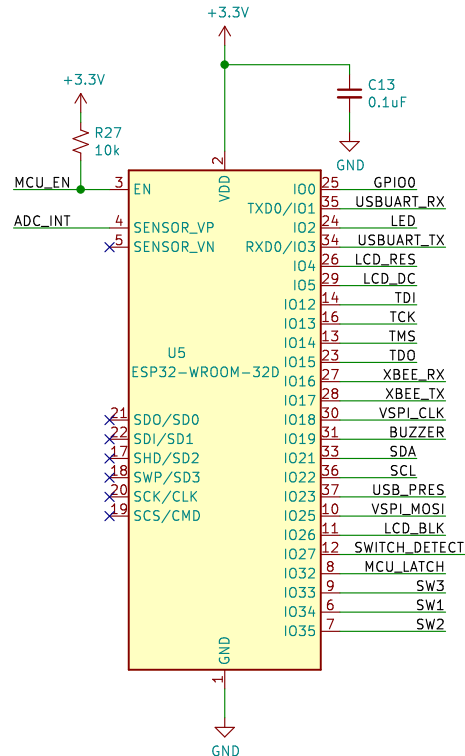 +3.3V
+3.3V
C13
0.1uF
R27
10k
GND
MCU_EN 3 EN
2
VDD
ADC_INT 4 SENSOR_VP
5 SENSOR_VN
U5
ESP32-WROOM-32D
21 SDO/SD0
22 SDI/SD1
17 SHD/SD2
18 SWP/SD3
20 SCK/CLK
19 SCS/CMD
IO0 25 GPIO0
TXD0/IO1 35 USBUART_RX
IO2 24 LED
RXD0/IO3 34 USBUART_TX
IO4 26 LCD_RES
IO5 29 LCD_DC
IO12 14 TDI
IO13 16 TCK
IO14 13 TMS
IO15 23 TDO
IO16 27 XBEE_RX
IO17 28 XBEE_TX
IO18 30 VSPI_CLK
IO19 31 BUZZER
IO21 33 SDA
IO22 36 SCL
IO23 37 USB_PRES
IO25 10 VSPI_MOSI
IO26 11 LCD_BLK
IO27 12 SWITCH_DETECT
IO32 8 MCU_LATCH
IO33 9 SW3
IO34 6 SW1
IO35 7 SW2
GND
1
GND